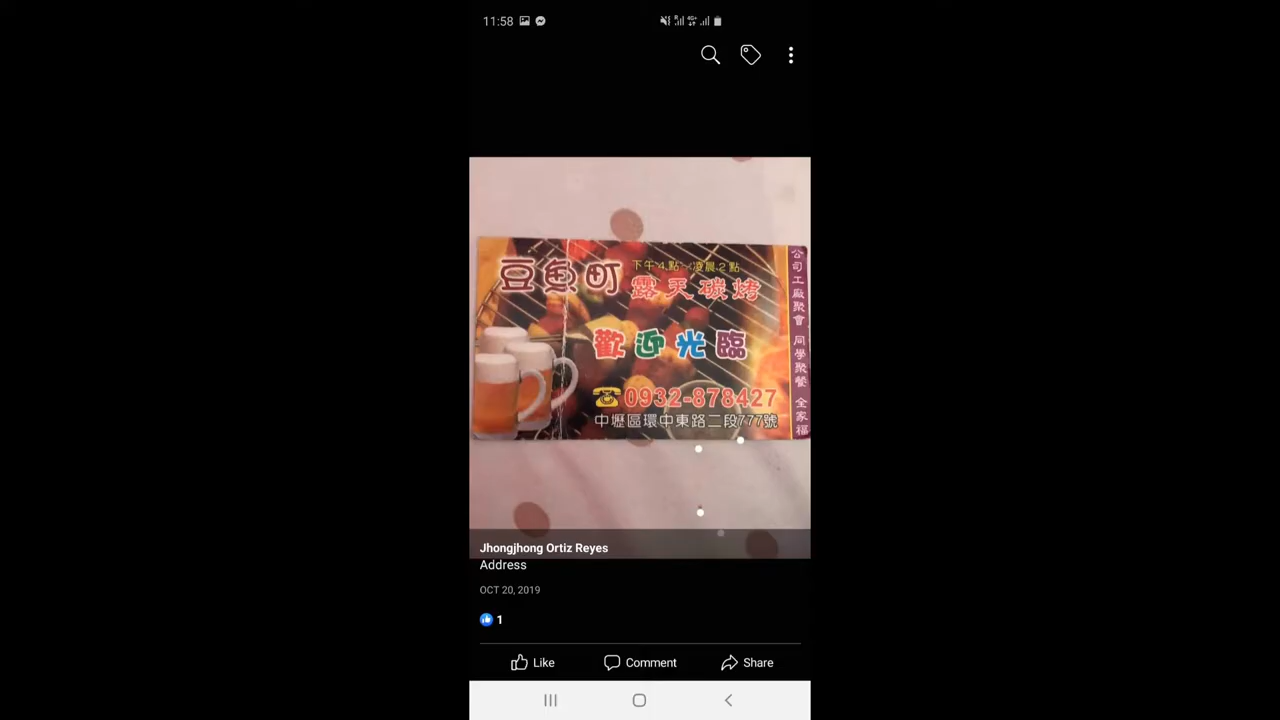 11:58
豆魚町
下午4點~凌晨2點
露天碳烤
歡迎光臨
0932-878427
中壢區環中東路二段777號
公司工廠聚會 同學聚餐 全家福
Jhongjhong Ortiz Reyes
Address
OCT 20, 2019
1
Like Comment Share